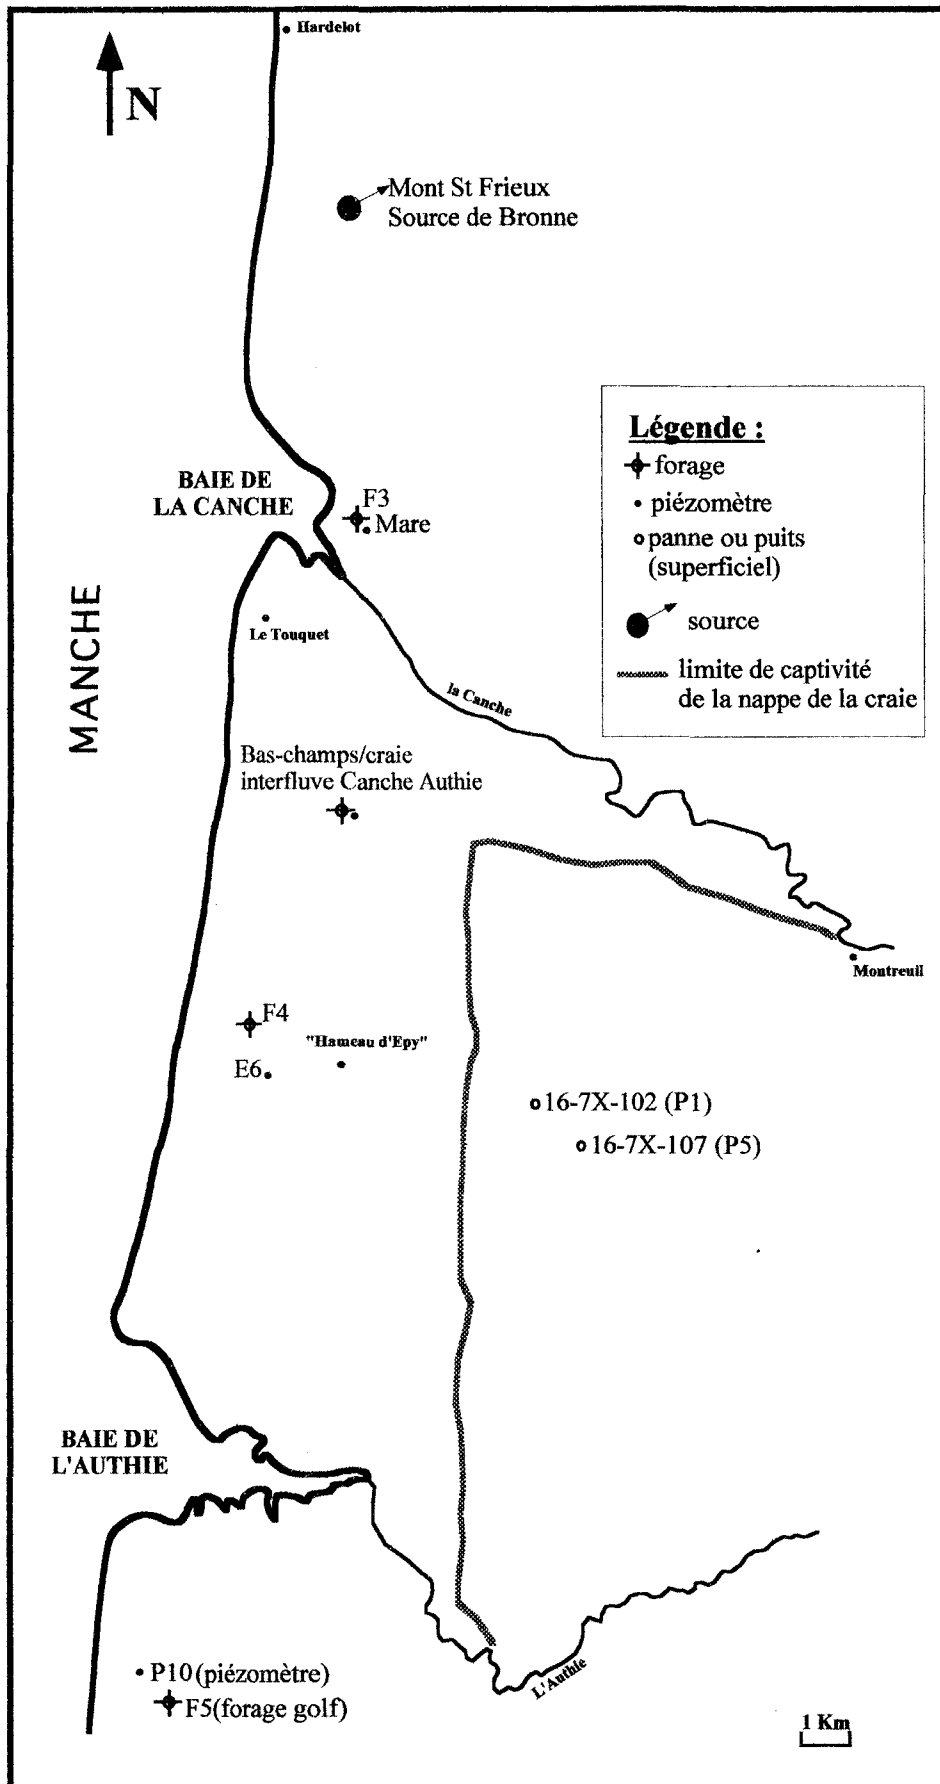 Hardelot
N
Mont St Frieux
Source de Bronne
Légende :
forage
piézomètre
panne ou puits
(superficiel)
source
limite de captivité
de la nappe de la craie
BAIE DE
LA CANCHE
F3
Mare
MANCHE
Le Touquet
la Canche
Bas-champs/craie
interfluve Canche Authie
Montreuil
F4
"Hameau d'Epy"
E6
16-7X-102 (P1)
16-7X-107 (P5)
BAIE DE
L'AUTHIE
L'Authie
P10 (piézomètre)
F5(forage golf)
1 Km